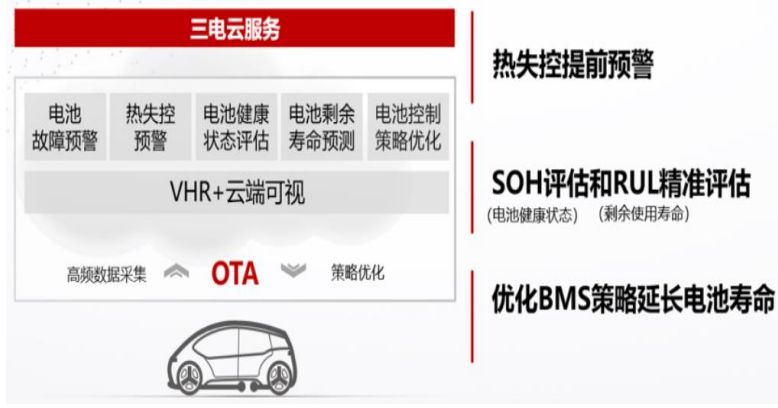 三电云服务
电池
故障预警
热失控
预警
电池健康
状态评估
电池剩余
寿命预测
电池控制
策略优化
VHR+云端可视
高频数据采集
OTA
策略优化
热失控提前预警
SOH评估和RUL精准评估
(电池健康状态) (剩余使用寿命)
优化BMS策略延长电池寿命